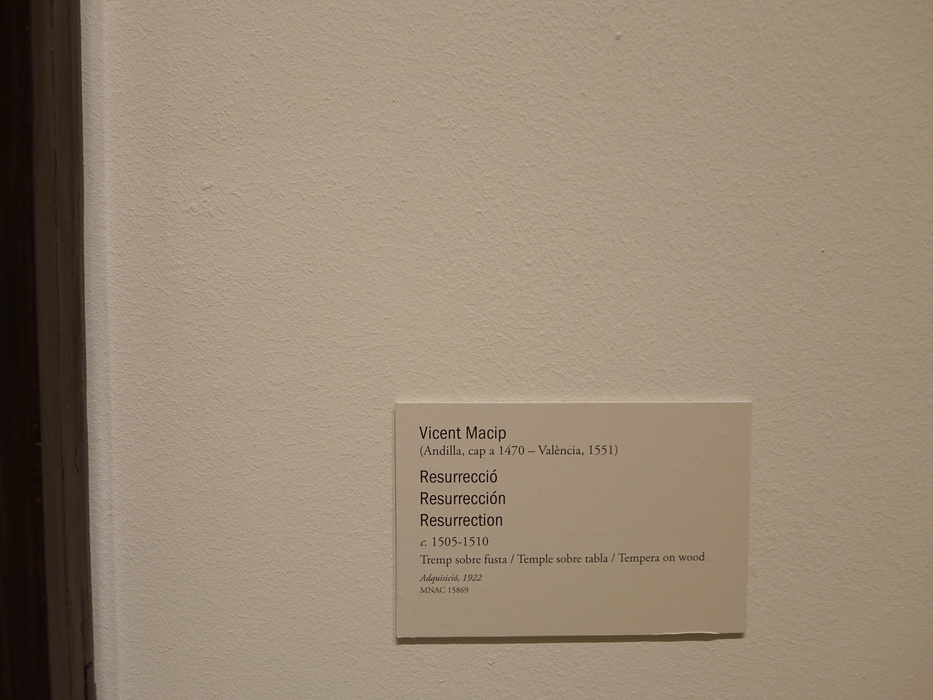 Vicent Macip
(Andilla, cap a 1470 – València, 1551)
Resurrecció
Resurrección
Resurrection
c. 1505-1510
Tremp sobre fusta / Temple sobre tabla / Tempera on wood
Adquisició, 1922
MNAC 15869